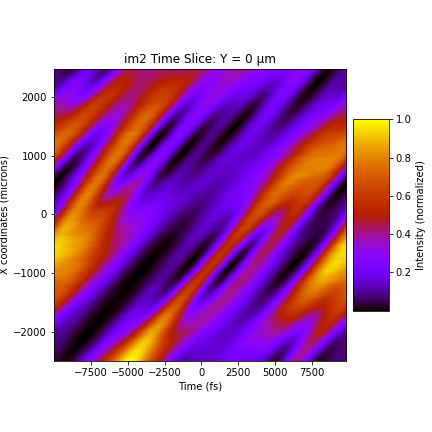 im2 Time Slice: Y = 0 μm
2000
1000
0
−1000
−2000
X coordinates (microns)
−7500 −5000 −2500 0 2500 5000 7500
Time (fs)
1.0
0.8
0.6
0.4
0.2
Intensity (normalized)